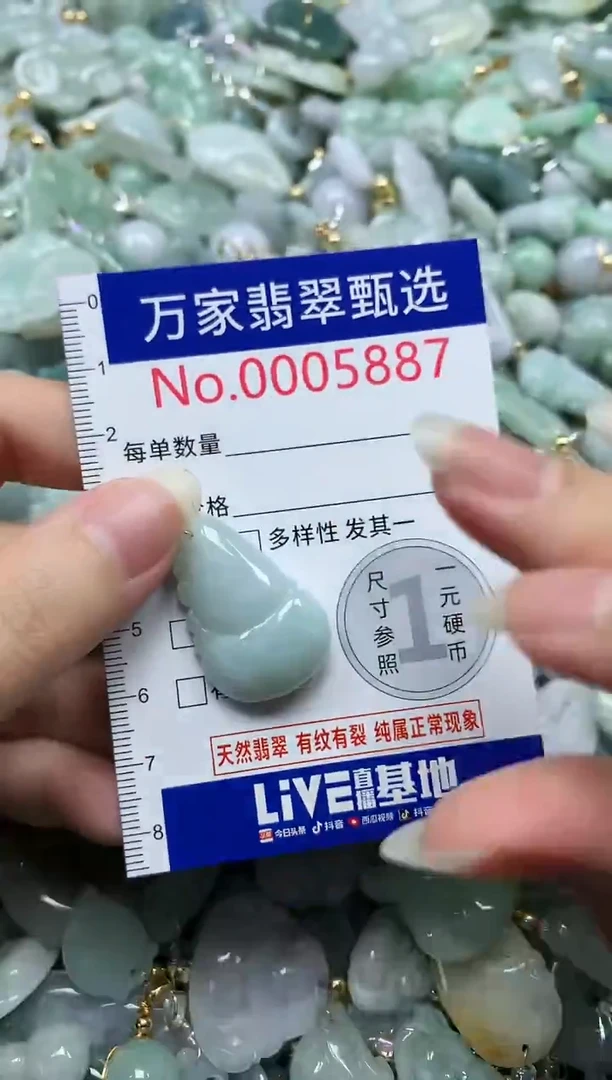 万家翡翠甄选
No.0005887
每单数量
格
多样性 发其一
尺寸参照
1
一元硬币
0
1
2
5
6
7
8
天然翡翠 有纹有裂 纯属正常现象
LiVE直播基地
今日头条 抖音 西瓜视频 抖音